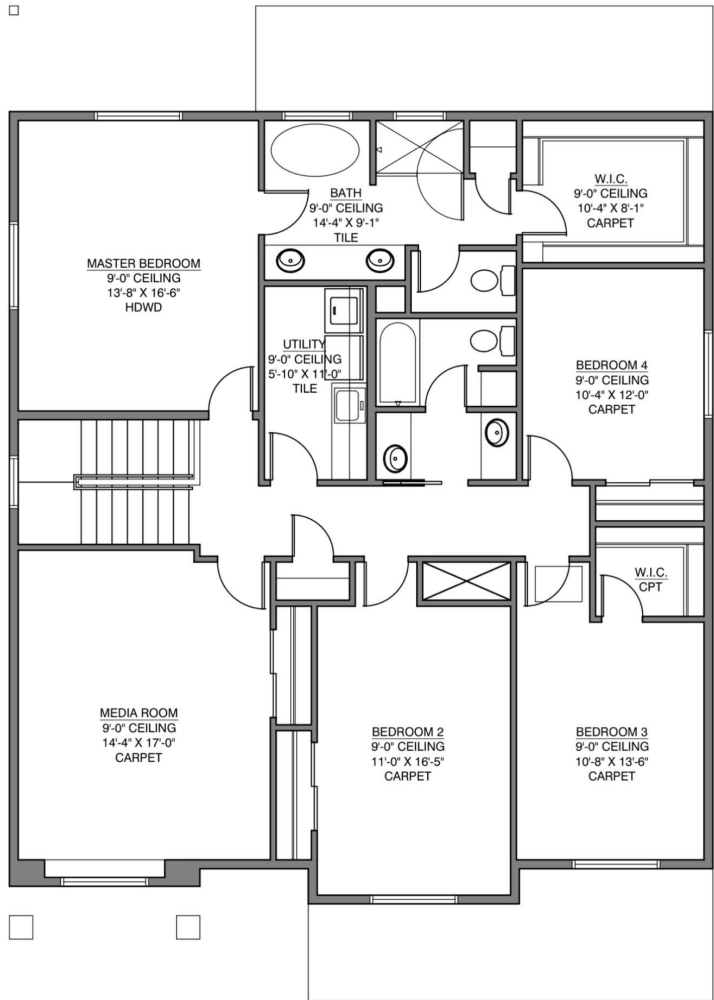 BATH
9'-0" CEILING
14'-4" X 9'-1"
TILE
W.I.C.
9'-0" CEILING
10'-4" X 8'-1"
CARPET
MASTER BEDROOM
9'-0" CEILING
13'-8" X 16'-6"
HDWD
UTILITY
9'-0" CEILING
5'-10" X 11'-0"
TILE
BEDROOM 4
9'-0" CEILING
10'-4" X 12'-0"
CARPET
W.I.C.
CPT
MEDIA ROOM
9'-0" CEILING
14'-4" X 17'-0"
CARPET
BEDROOM 2
9'-0" CEILING
11'-0" X 16'-5"
CARPET
BEDROOM 3
9'-0" CEILING
10'-8" X 13'-6"
CARPET